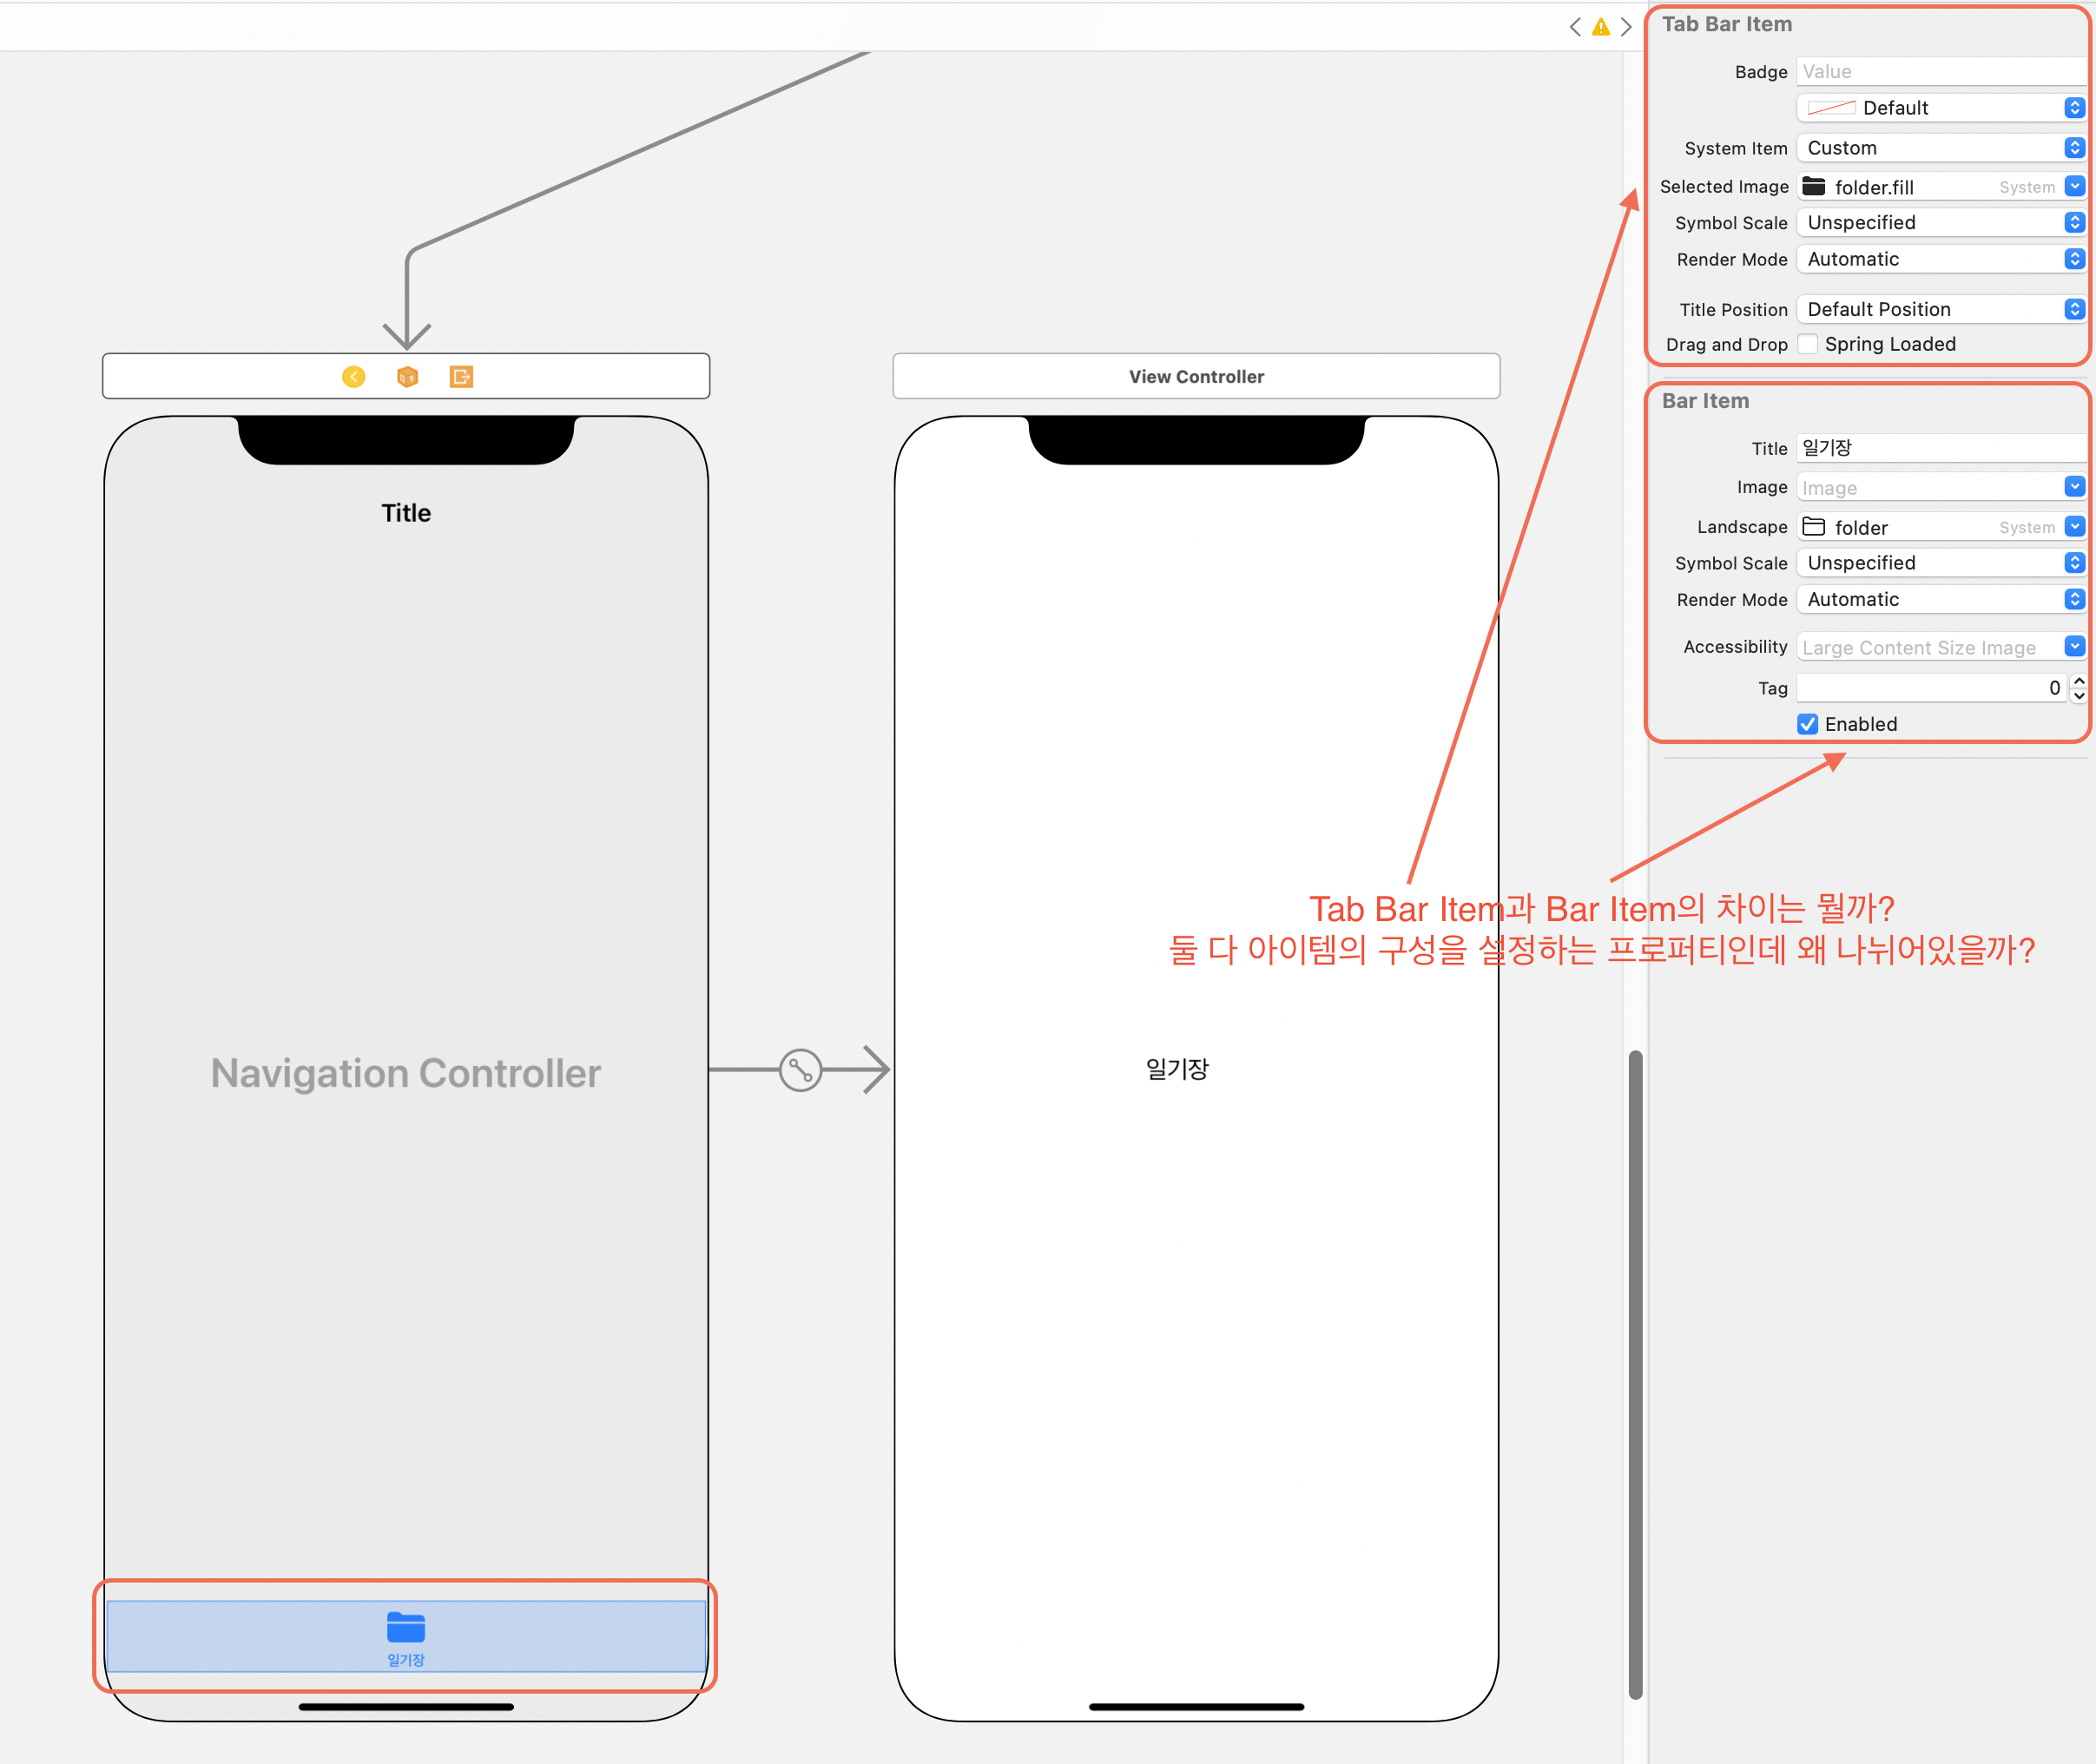 Tab Bar Item
Badge Value
Default
System Item Custom
Selected Image folder.fill System
Symbol Scale Unspecified
Render Mode Automatic
Title Position Default Position
Drag and Drop Spring Loaded
View Controller
Bar Item
Title 일기장
Image Image
Landscape folder System
Symbol Scale Unspecified
Render Mode Automatic
Accessibility Large Content Size Image
Tag 0
Enabled
Title
Tab Bar Item과 Bar Item의 차이는 뭘까?
둘 다 아이템의 구성을 설정하는 프로퍼티인데 왜 나뉘어있을까?
Navigation Controller
일기장
일기장